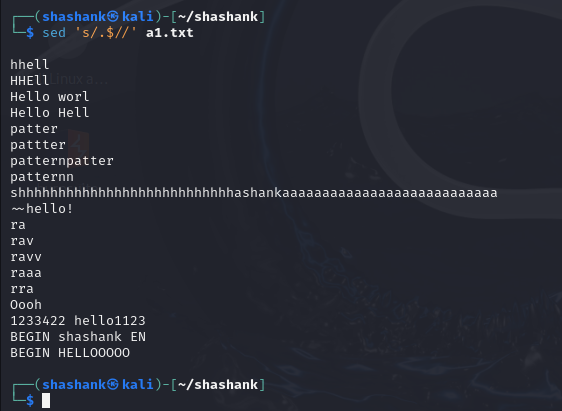 ┌──(shashank㉿kali)-[~/shashank]
└─$ sed 's/.$//' a1.txt
hhell
HHEll
Hello worl
Hello Hell
patter
pattter
patternpatter
patternn
shhhhhhhhhhhhhhhhhhhhhhhhhhhashankaaaaaaaaaaaaaaaaaaaaaaaaaaa
~~hello!
ra
rav
ravv
raaa
rra
Oooh
1233422 hello1123
BEGIN shashank EN
BEGIN HELLOOOOO
┌──(shashank㉿kali)-[~/shashank]
└─$